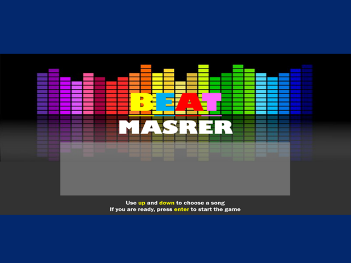 BEAT
MASRER
Use up and down to choose a song
If you are ready, press enter to start the game